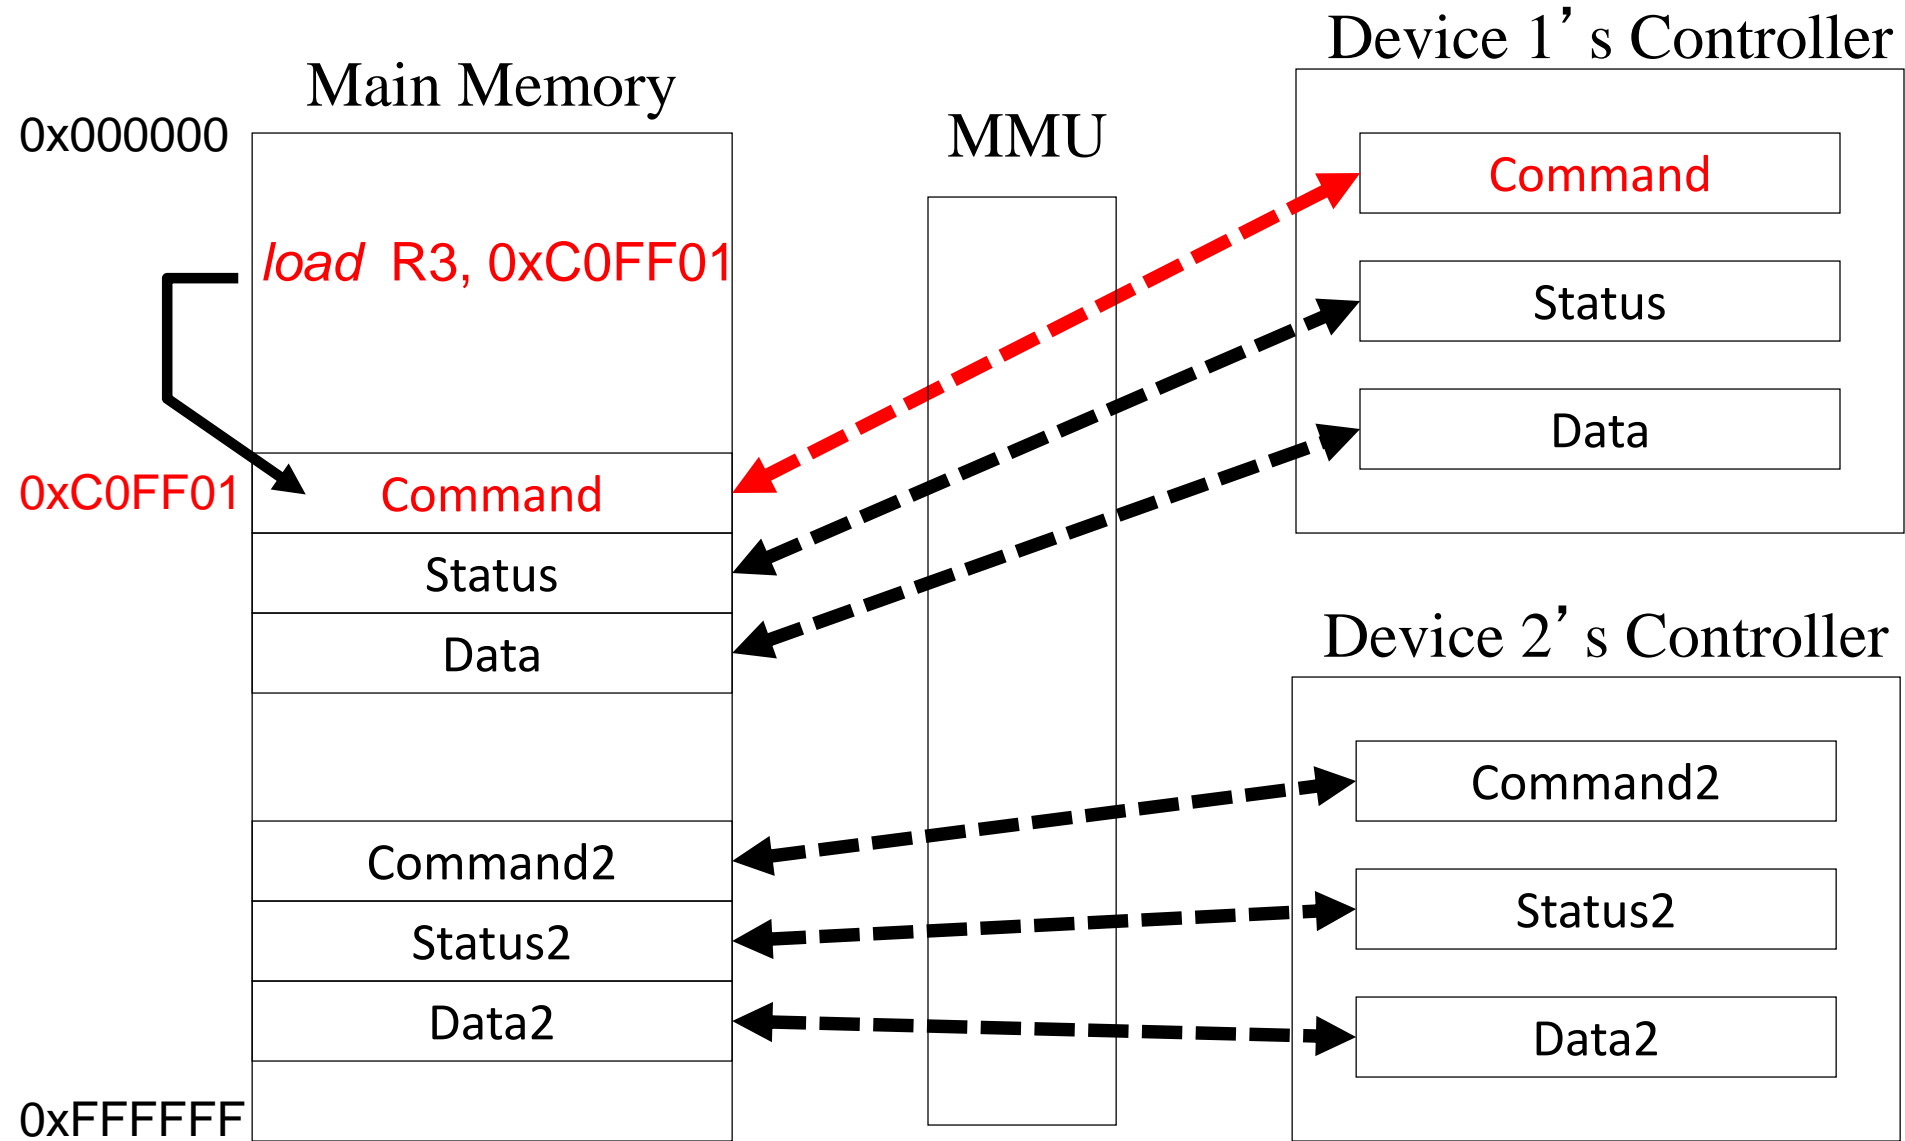 Main Memory
0x000000
load R3, 0xC0FF01
0xC0FF01
Command
Status
Data
Command2
Status2
Data2
0xFFFFFF
MMU
Device 1’s Controller
Command
Status
Data
Device 2’s Controller
Command2
Status2
Data2